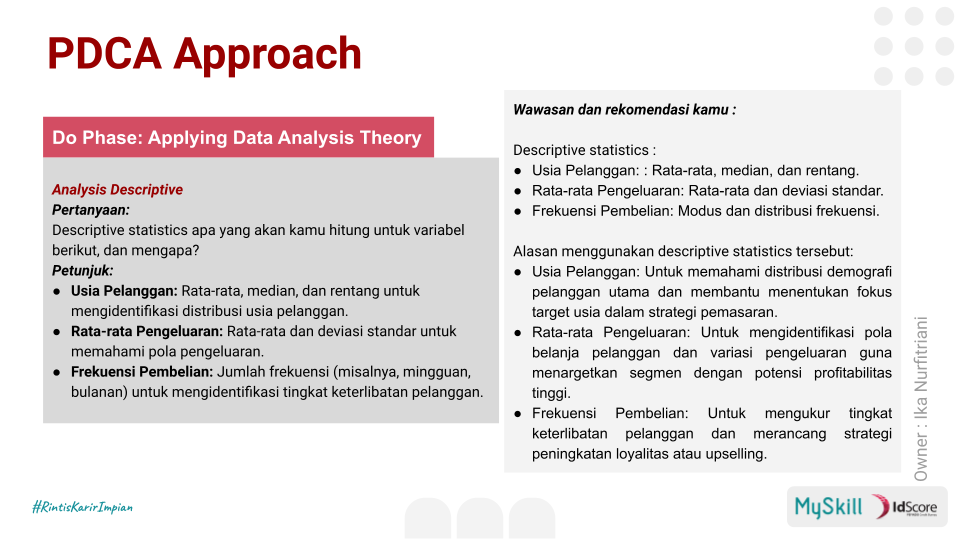 PDCA Approach
Do Phase: Applying Data Analysis Theory
Analysis Descriptive
Pertanyaan:
Descriptive statistics apa yang akan kamu hitung untuk variabel
berikut, dan mengapa?
Petunjuk:
● Usia Pelanggan: Rata-rata, median, dan rentang untuk
mengidentifikasi distribusi usia pelanggan.
● Rata-rata Pengeluaran: Rata-rata dan deviasi standar untuk
memahami pola pengeluaran.
● Frekuensi Pembelian: Jumlah frekuensi (misalnya, mingguan,
bulanan) untuk mengidentifikasi tingkat keterlibatan pelanggan.
Wawasan dan rekomendasi kamu :
Descriptive statistics :
● Usia Pelanggan: : Rata-rata, median, dan rentang.
● Rata-rata Pengeluaran: Rata-rata dan deviasi standar.
● Frekuensi Pembelian: Modus dan distribusi frekuensi.
Alasan menggunakan descriptive statistics tersebut:
● Usia Pelanggan: Untuk memahami distribusi demografi
pelanggan utama dan membantu menentukan fokus
target usia dalam strategi pemasaran.
● Rata-rata Pengeluaran: Untuk mengidentifikasi pola
belanja pelanggan dan variasi pengeluaran guna
menargetkan segmen dengan potensi profitabilitas
tinggi.
● Frekuensi Pembelian: Untuk mengukur tingkat
keterlibatan pelanggan dan merancang strategi
peningkatan loyalitas atau upselling.
Owner : Ika Nurfitriani
#RintisKarirImpian
MySkill
IdScore